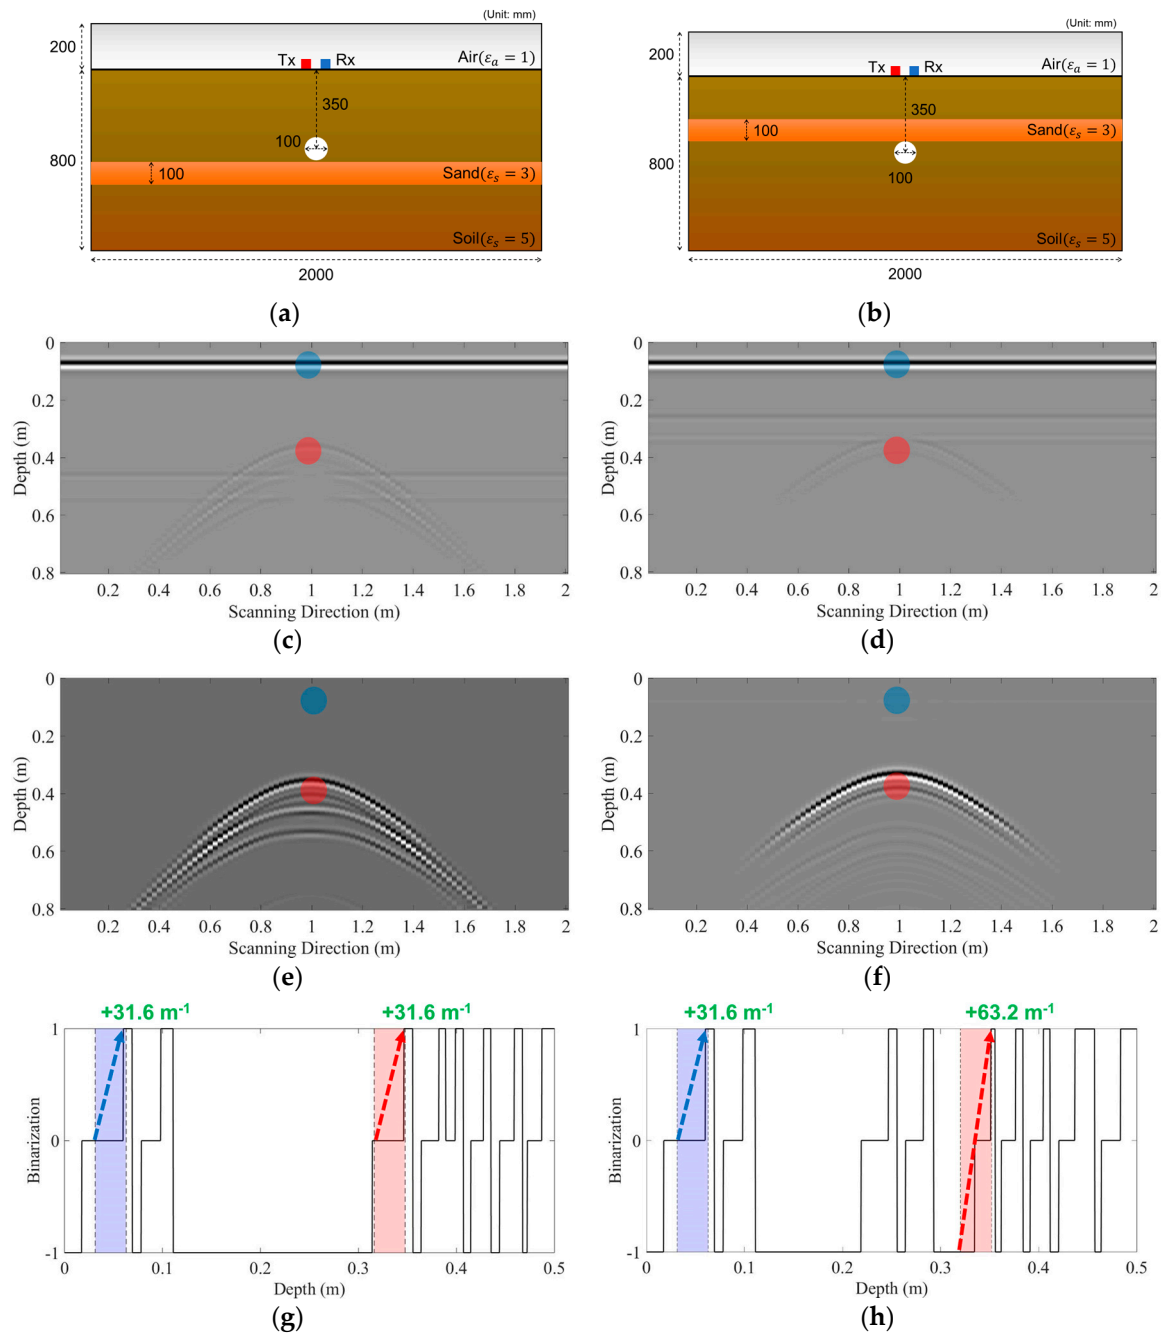 (Unit: mm)
200
Tx
Rx
Air(εa = 1)
350
100
800
100
Sand(εs = 3)
Soil(εs = 5)
2000
(a)
(Unit: mm)
200
Tx
Rx
Air(εa = 1)
350
100
Sand(εs = 3)
800
100
Soil(εs = 5)
2000
(b)
0
0.2
0.4
0.6
0.8
Depth (m)
0.2 0.4 0.6 0.8 1 1.2 1.4 1.6 1.8 2
Scanning Direction (m)
(c)
0
0.2
0.4
0.6
0.8
Depth (m)
0.2 0.4 0.6 0.8 1 1.2 1.4 1.6 1.8 2
Scanning Direction (m)
(d)
0
0.2
0.4
0.6
0.8
Depth (m)
0.2 0.4 0.6 0.8 1 1.2 1.4 1.6 1.8 2
Scanning Direction (m)
(e)
0
0.2
0.4
0.6
0.8
Depth (m)
0.2 0.4 0.6 0.8 1 1.2 1.4 1.6 1.8 2
Scanning Direction (m)
(f)
+31.6 m-1 +31.6 m-1
1
0
-1
Binarization
0 0.1 0.2 0.3 0.4 0.5
Depth (m)
(g)
+31.6 m-1 +63.2 m-1
1
0
-1
Binarization
0 0.1 0.2 0.3 0.4 0.5
Depth (m)
(h)